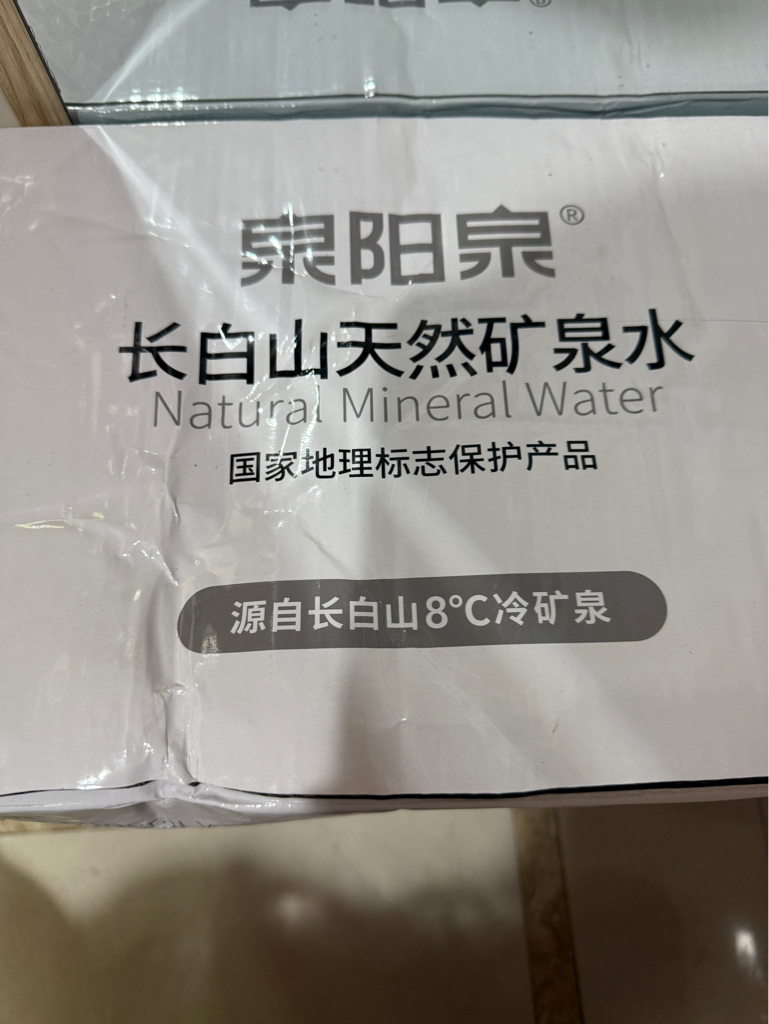 泉阳泉®
长白山天然矿泉水
Natural Mineral Water
国家地理标志保护产品
源自长白山8℃冷矿泉